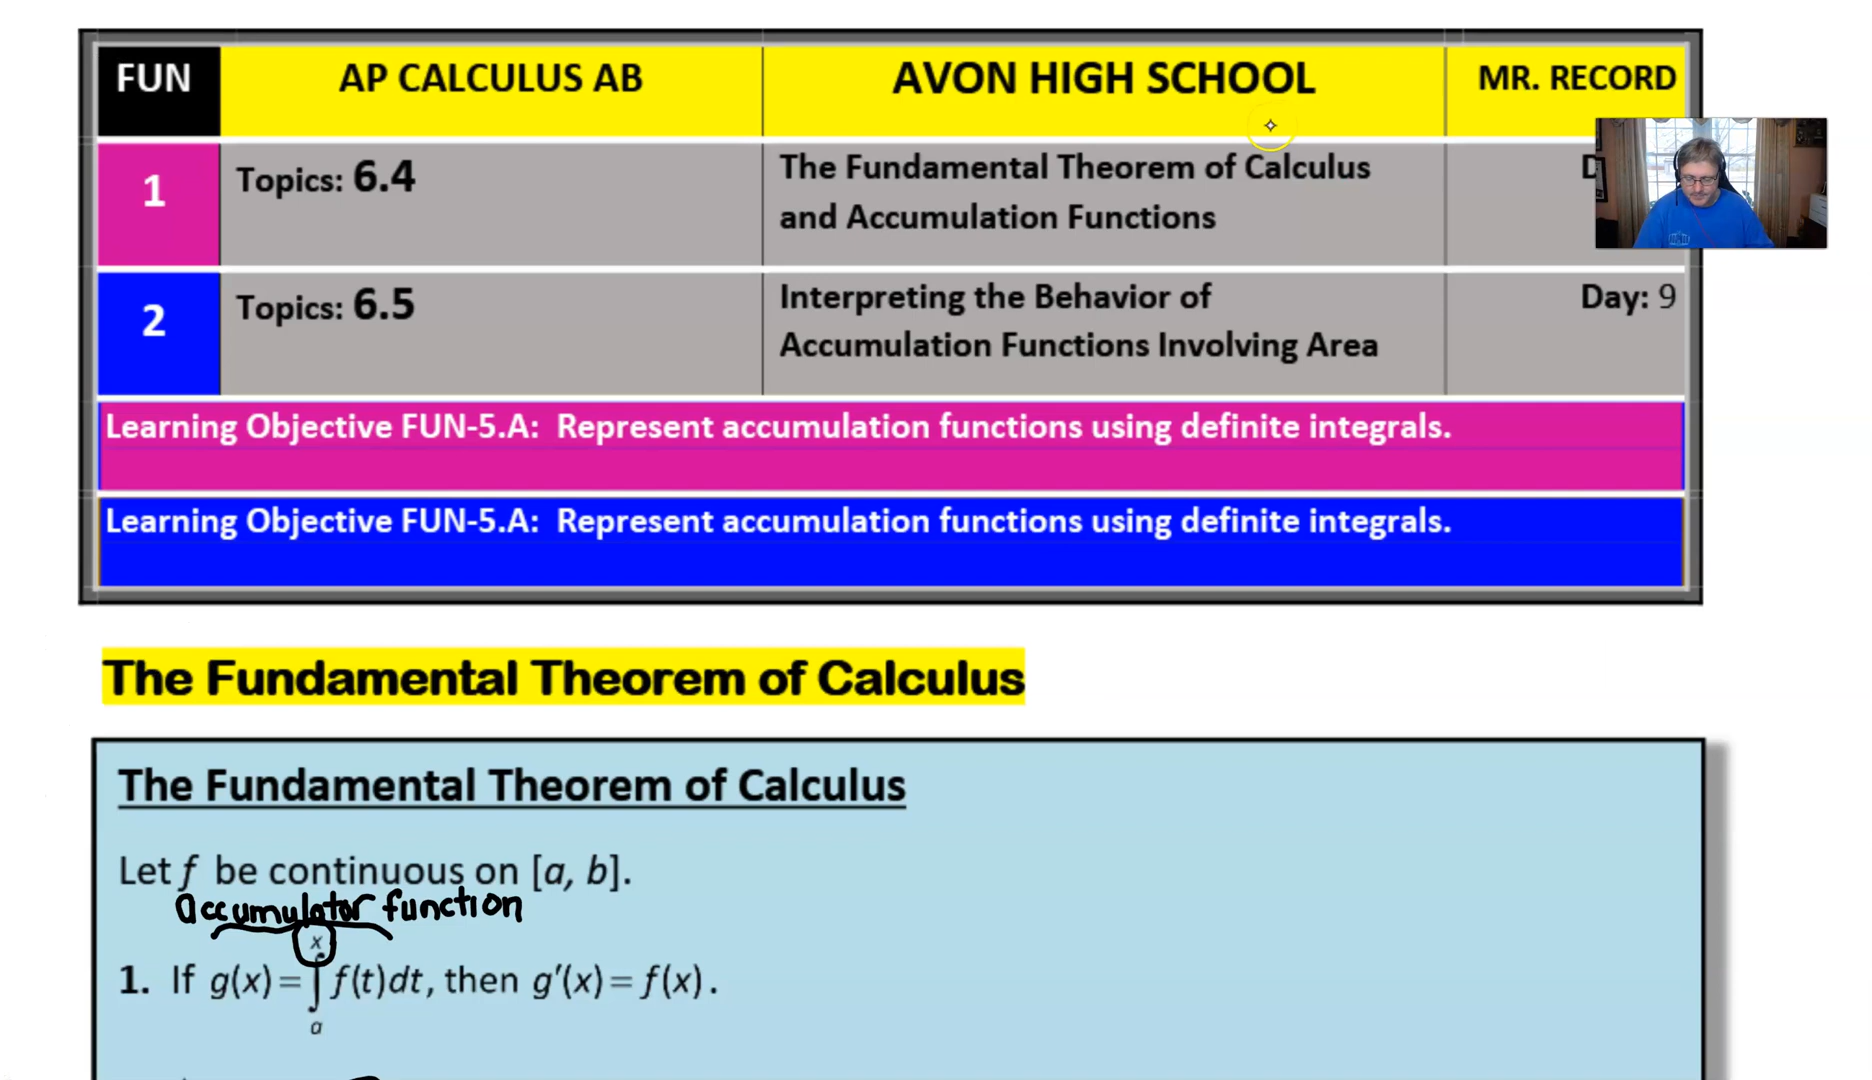 FUN AP CALCULUS AB AVON HIGH SCHOOL MR. RECORD
1 Topics: 6.4 The Fundamental Theorem of Calculus
and Accumulation Functions
2 Topics: 6.5 Interpreting the Behavior of Day: 9
Accumulation Functions Involving Area
Learning Objective FUN-5.A: Represent accumulation functions using definite integrals.
Learning Objective FUN-5.A: Represent accumulation functions using definite integrals.
The Fundamental Theorem of Calculus
The Fundamental Theorem of Calculus
Let f be continuous on [a, b].
accumulator function
1. If g(x) = ∫ₐˣ f(t)dt, then g′(x) = f(x).